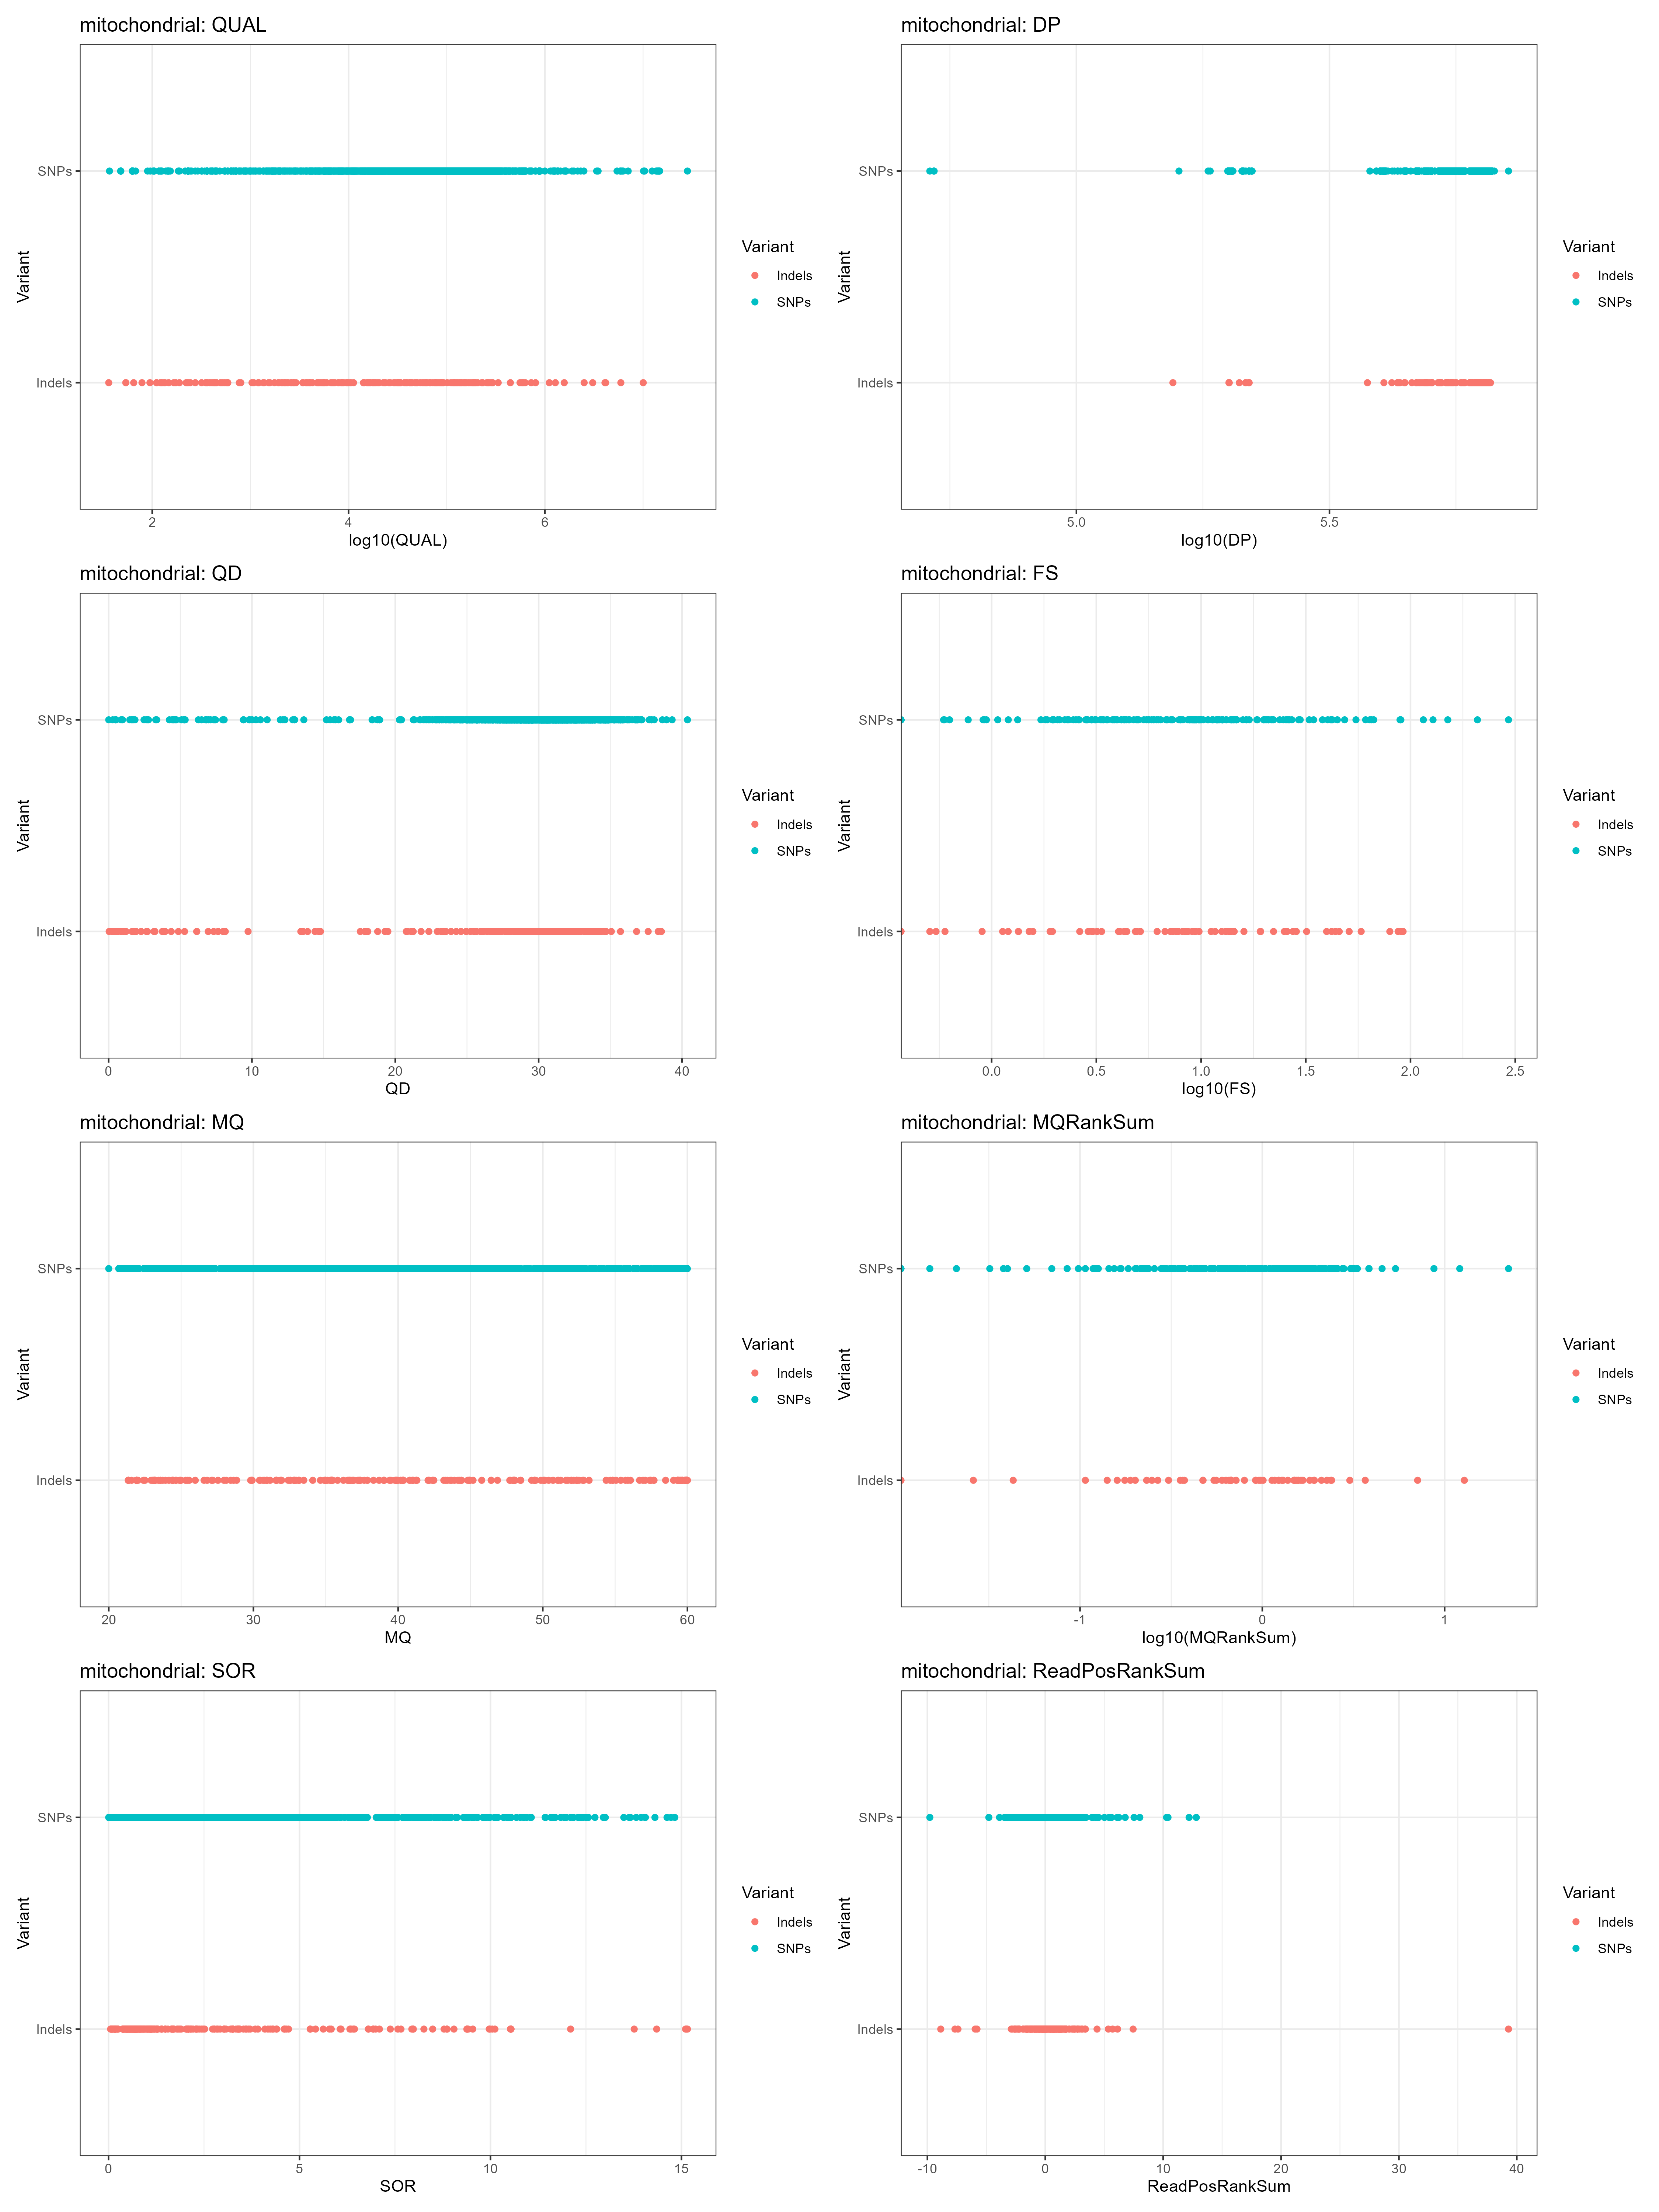 mitochondrial: QUAL
Variant
SNPs
Indels
2 4 6
log10(QUAL)
Variant
Indels
SNPs
mitochondrial: DP
Variant
SNPs
Indels
5.0 5.5
log10(DP)
Variant
Indels
SNPs
mitochondrial: QD
Variant
SNPs
Indels
0 10 20 30 40
QD
Variant
Indels
SNPs
mitochondrial: FS
Variant
SNPs
Indels
0.0 0.5 1.0 1.5 2.0 2.5
log10(FS)
Variant
Indels
SNPs
mitochondrial: MQ
Variant
SNPs
Indels
20 30 40 50 60
MQ
Variant
Indels
SNPs
mitochondrial: MQRankSum
Variant
SNPs
Indels
-1 0 1
log10(MQRankSum)
Variant
Indels
SNPs
mitochondrial: SOR
Variant
SNPs
Indels
0 5 10 15
SOR
Variant
Indels
SNPs
mitochondrial: ReadPosRankSum
Variant
SNPs
Indels
-10 0 10 20 30 40
ReadPosRankSum
Variant
Indels
SNPs